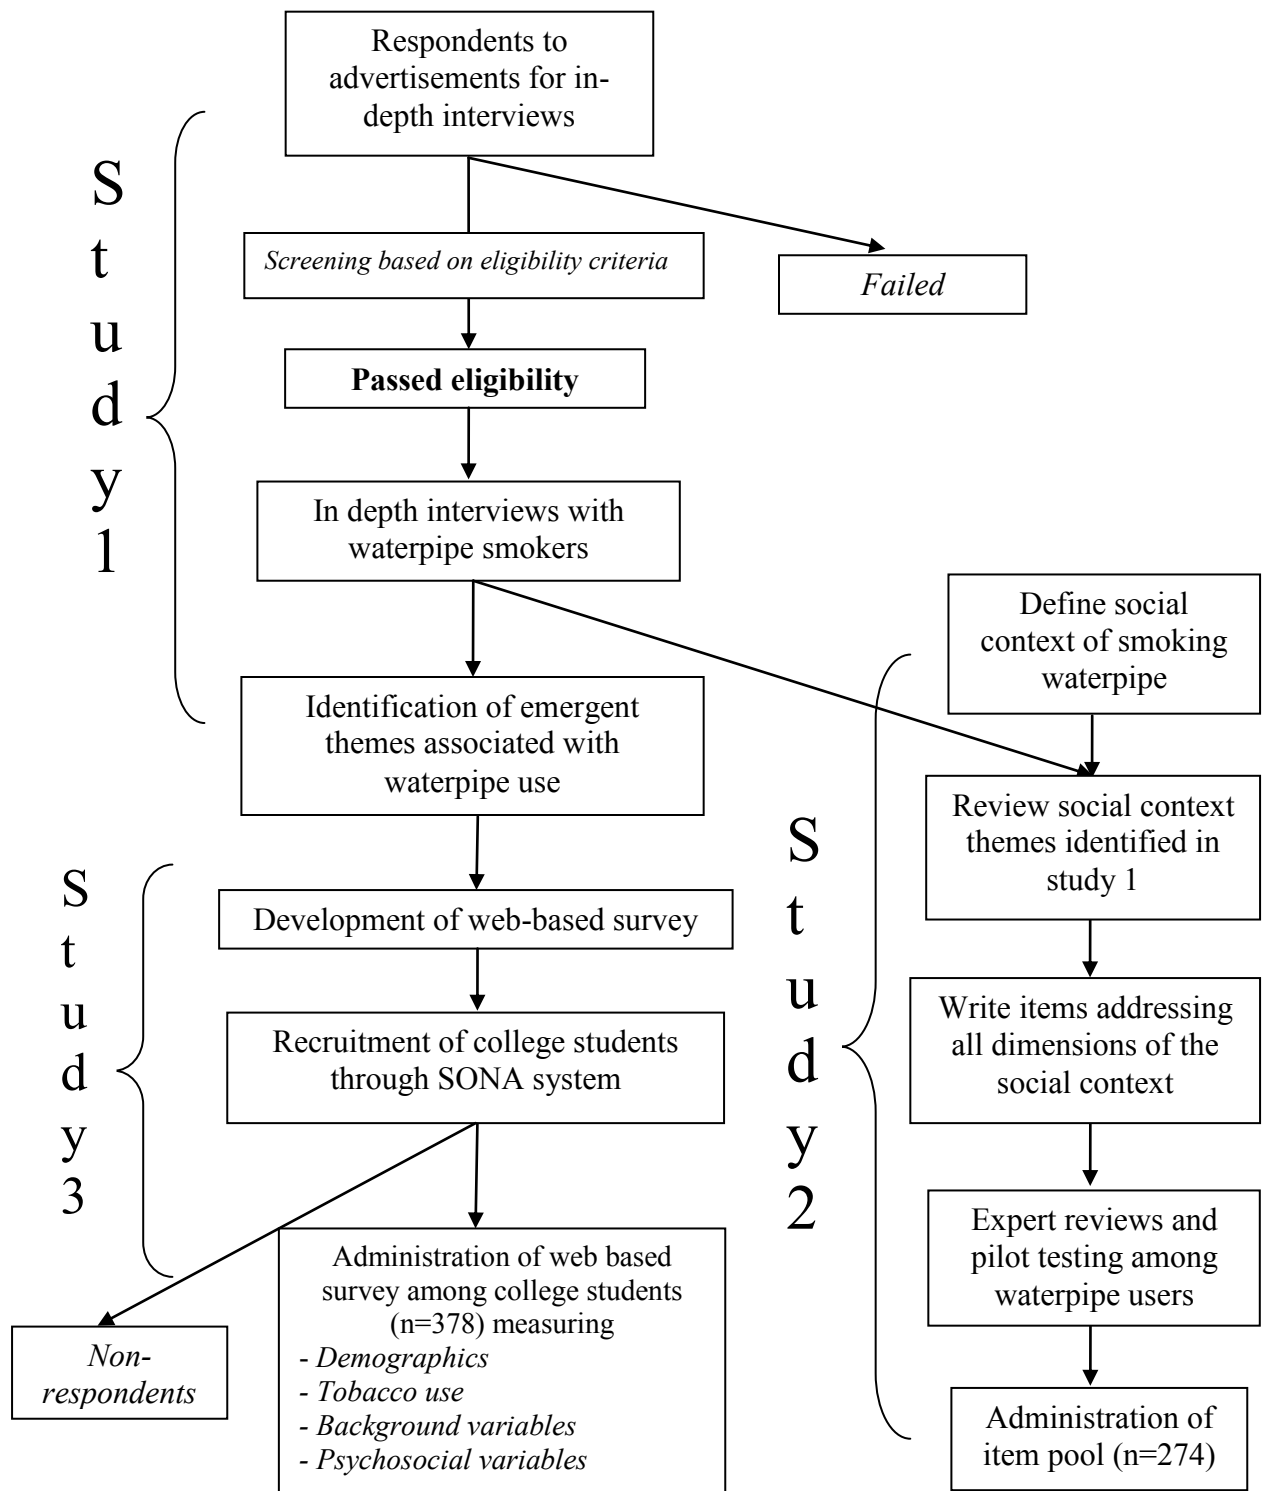 Respondents to
advertisements for in-
depth interviews
Screening based on eligibility criteria
Failed
Passed eligibility
In depth interviews with
waterpipe smokers
Identification of emergent
themes associated with
waterpipe use
S
t
u
d
y
1
Development of web-based survey
Recruitment of college students
through SONA system
Non-
respondents
Administration of web based
survey among college students
(n=378) measuring
- Demographics
- Tobacco use
- Background variables
- Psychosocial variables
S
t
u
d
y
3
Define social
context of smoking
waterpipe
Review social context
themes identified in
study 1
Write items addressing
all dimensions of the
social context
Expert reviews and
pilot testing among
waterpipe users
Administration of
item pool (n=274)
S
t
u
d
y
2